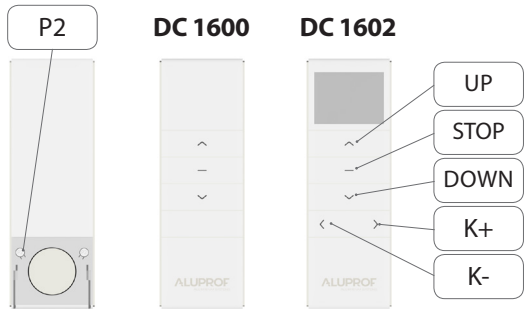 P2
DC 1600
DC 1602
UP
STOP
DOWN
K+
K-
ALUPROF
ALUPROF